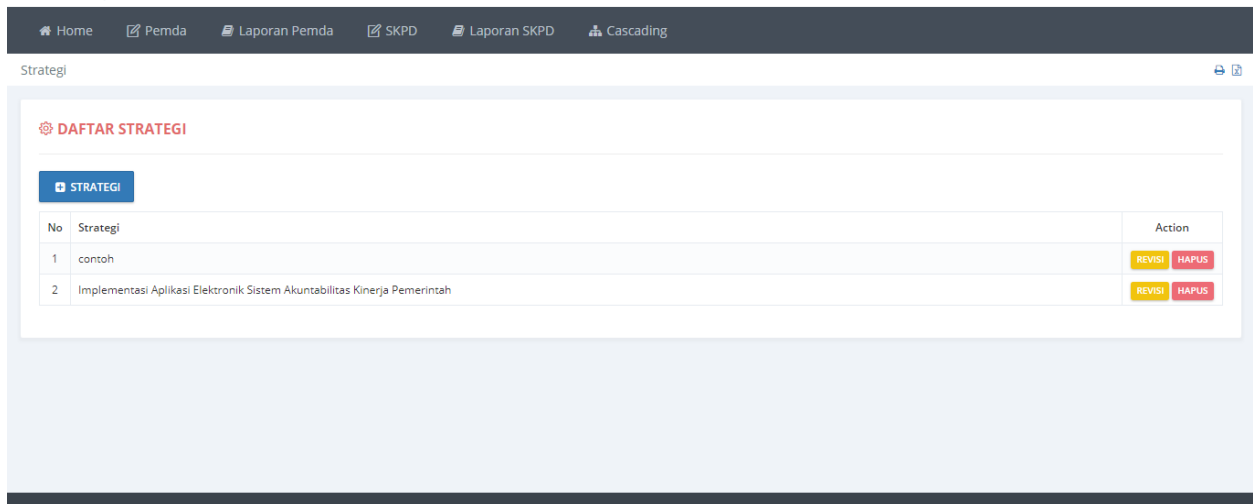 Home Pemda Laporan Pemda SKPD Laporan SKPD Cascading
Strategi
DAFTAR STRATEGI
STRATEGI
No Strategi Action
1 contoh REVISI HAPUS
2 Implementasi Aplikasi Elektronik Sistem Akuntabilitas Kinerja Pemerintah REVISI HAPUS